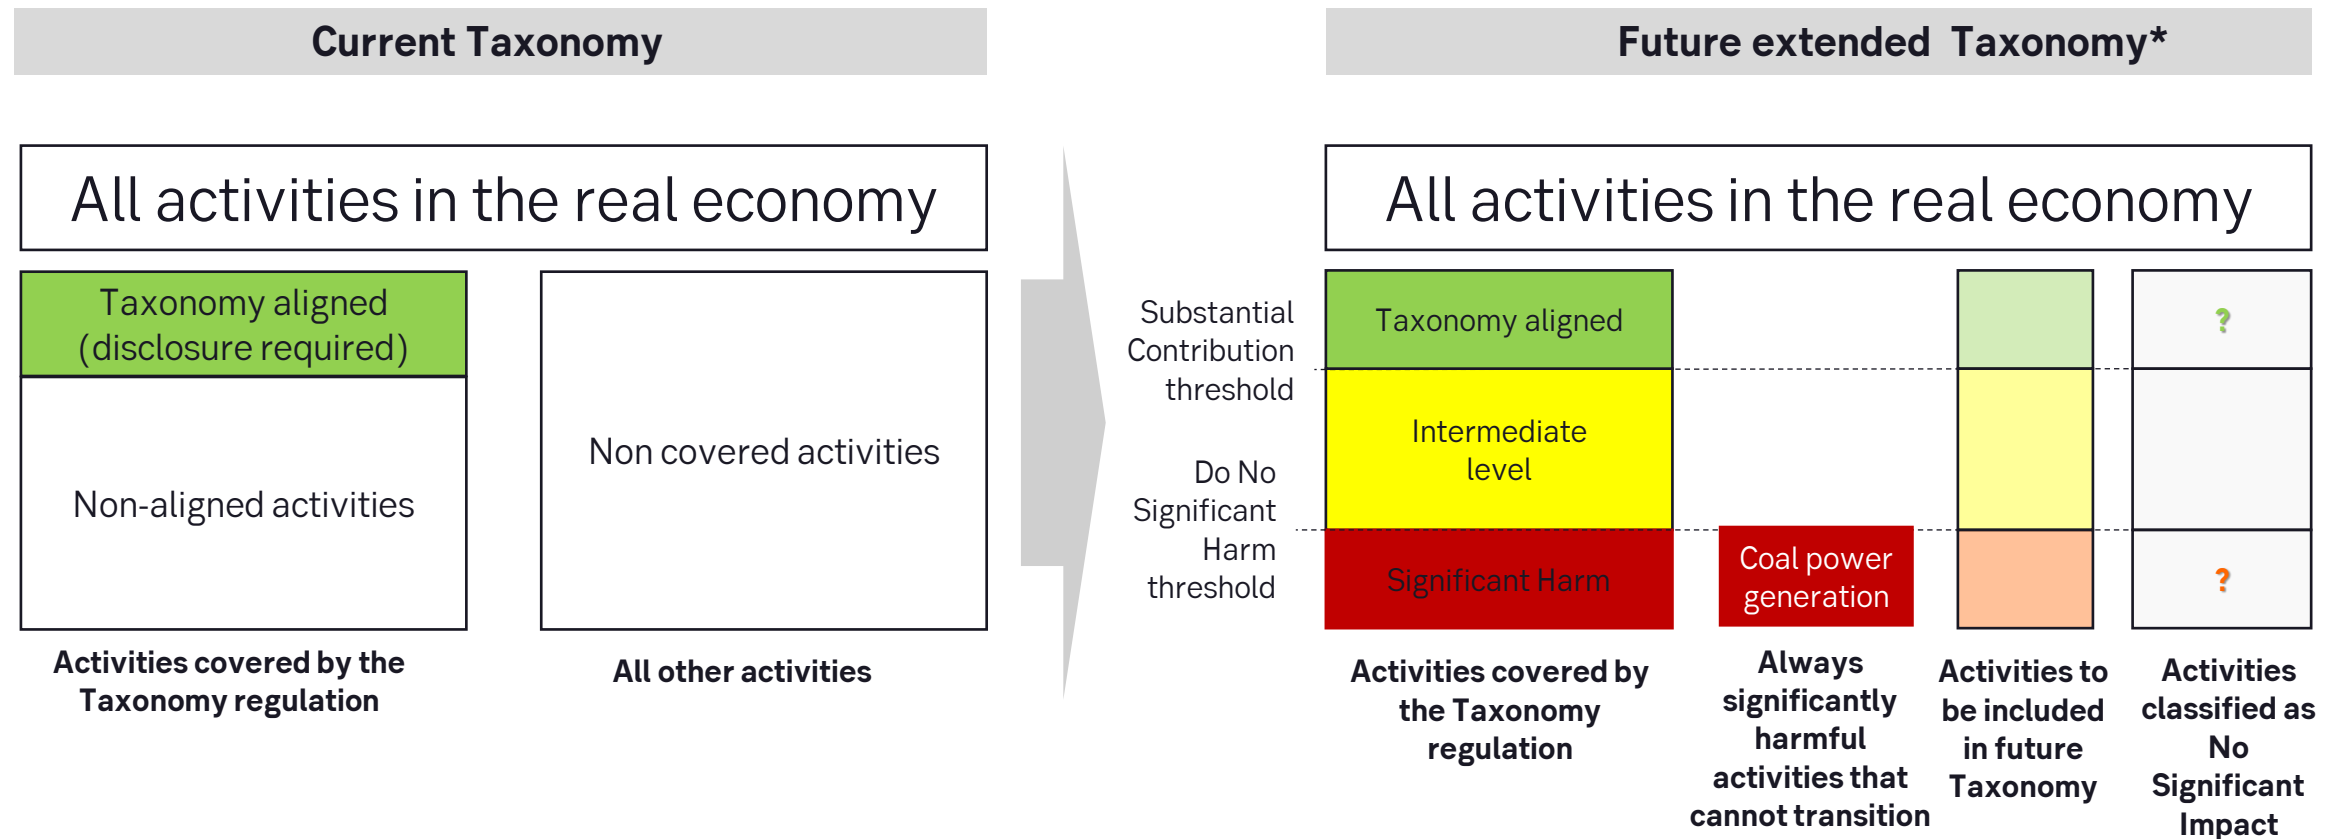 Current Taxonomy
All activities in the real economy
Taxonomy aligned
(disclosure required)
Non-aligned activities
Non covered activities
Activities covered by the
Taxonomy regulation
All other activities
Future extended Taxonomy*
All activities in the real economy
Substantial
Contribution
threshold
Do No
Significant
Harm
threshold
Taxonomy aligned
Intermediate
level
Significant Harm
Coal power
generation
?
?
Activities covered by
the Taxonomy
regulation
Always
significantly
harmful
activities that
cannot transition
Activities to
be included
in future
Taxonomy
Activities
classified as
No
Significant
Impact